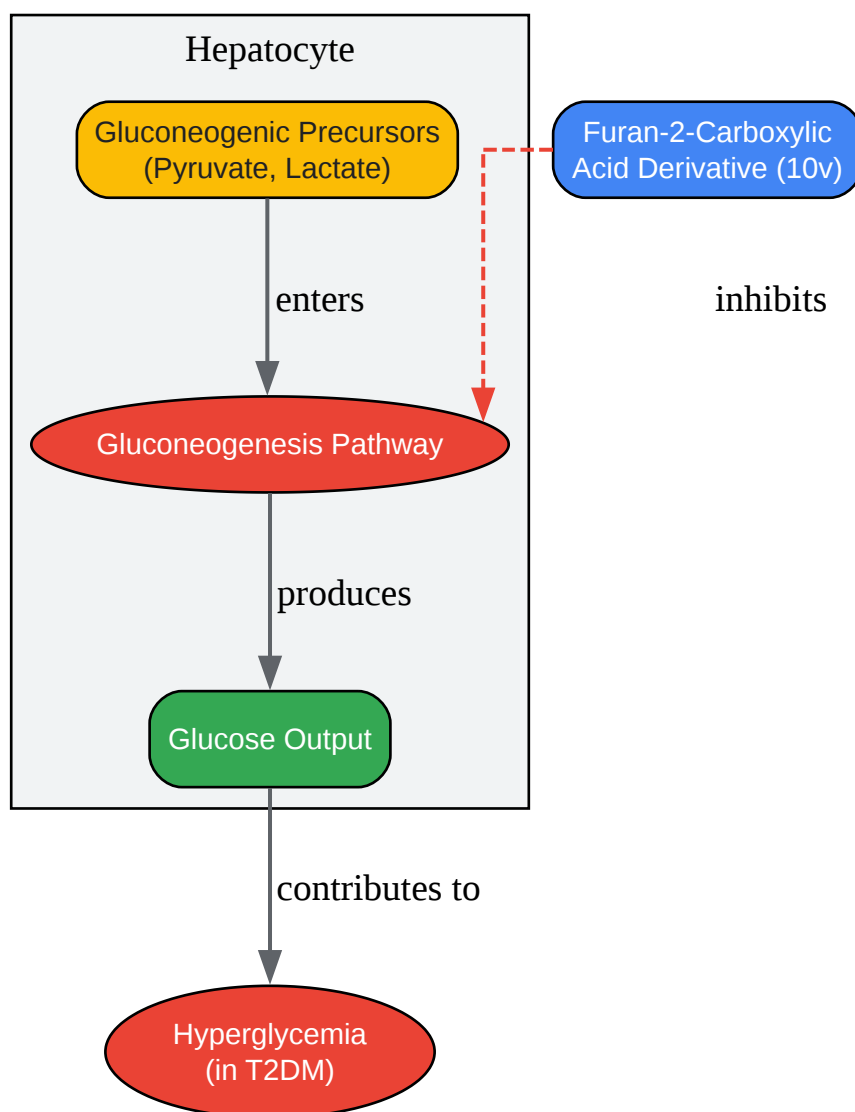 Hepatocyte
Gluconeogenic Precursors
(Pyruvate, Lactate)
Furan-2-Carboxylic
Acid Derivative (10v)
enters
inhibits
Gluconeogenesis Pathway
produces
Glucose Output
contributes to
Hyperglycemia
(in T2DM)